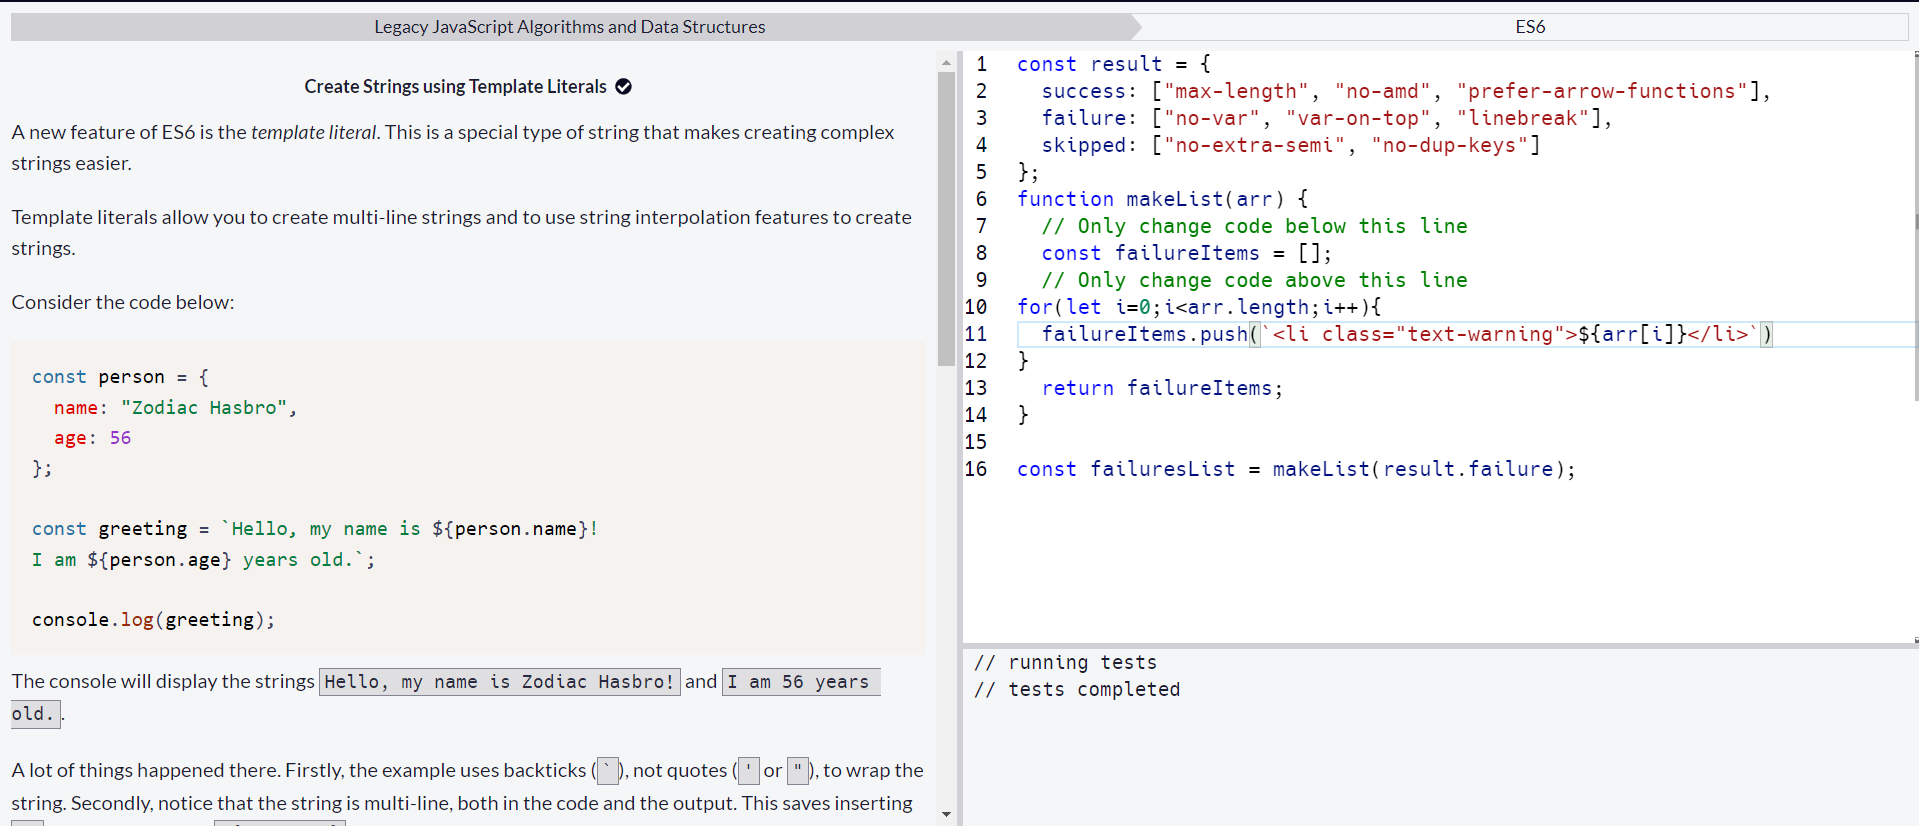 Legacy JavaScript Algorithms and Data Structures
ES6
Create Strings using Template Literals
A new feature of ES6 is the template literal. This is a special type of string that makes creating complex
strings easier.
Template literals allow you to create multi-line strings and to use string interpolation features to create
strings.
Consider the code below:
const person = {
  name: "Zodiac Hasbro",
  age: 56
};
const greeting = `Hello, my name is ${person.name}!
I am ${person.age} years old.`;
console.log(greeting);
The console will display the strings Hello, my name is Zodiac Hasbro! and I am 56 years
old. .
A lot of things happened there. Firstly, the example uses backticks (`), not quotes (' or "), to wrap the
string. Secondly, notice that the string is multi-line, both in the code and the output. This saves inserting
1 const result = {
2   success: ["max-length", "no-amd", "prefer-arrow-functions"],
3   failure: ["no-var", "var-on-top", "linebreak"],
4   skipped: ["no-extra-semi", "no-dup-keys"]
5 };
6 function makeList(arr) {
7   // Only change code below this line
8   const failureItems = [];
9   // Only change code above this line
10 for(let i=0;i<arr.length;i++){
11   failureItems.push(`<li class="text-warning">${arr[i]}</li>`)
12 }
13   return failureItems;
14 }
15
16 const failuresList = makeList(result.failure);
// running tests
// tests completed